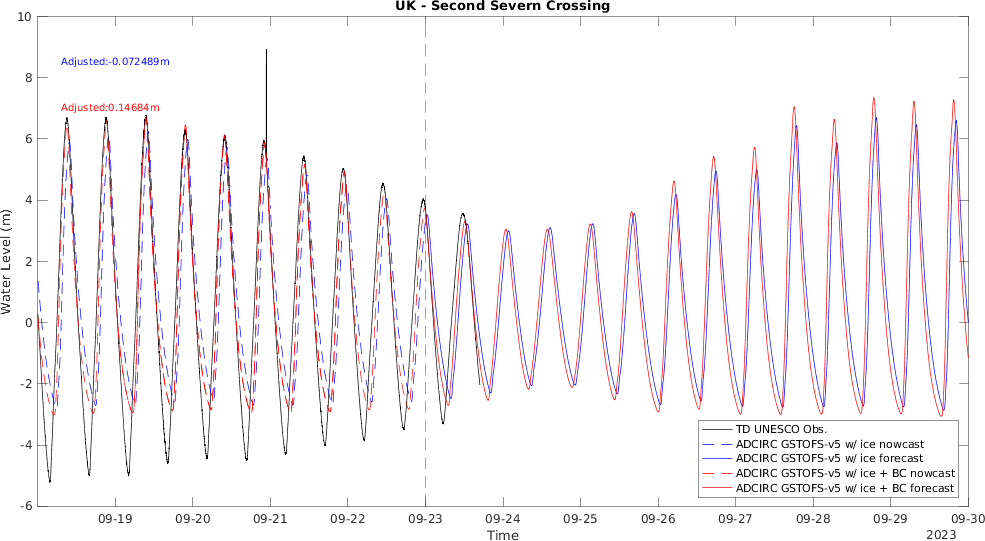 UK - Second Severn Crossing
10
8
6
4
2
0
-2
-4
-6
Water Level (m)
Adjusted:-0.072489m
Adjusted:0.14684m
TD UNESCO Obs.
ADCIRC GSTOFS-v5 w/ ice nowcast
ADCIRC GSTOFS-v5 w/ ice forecast
ADCIRC GSTOFS-v5 w/ ice + BC nowcast
ADCIRC GSTOFS-v5 w/ ice + BC forecast
09-19 09-20 09-21 09-22 09-23 09-24 09-25 09-26 09-27 09-28 09-29 09-30
Time
2023